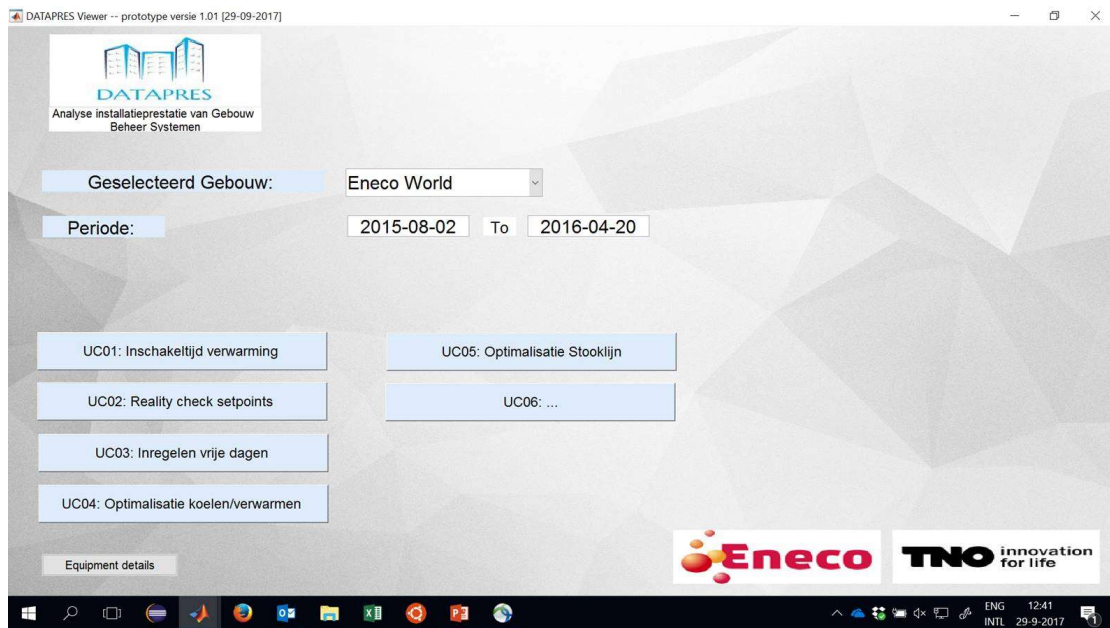 DATAPRES Viewer -- prototype versie 1.01 [29-09-2017]
DATAPRES
Analyse installatieprestatie van Gebouw
Beheer Systemen
Geselecteerd Gebouw:
Eneco World
Periode:
2015-08-02
To
2016-04-20
UC01: Inschakeltijd verwarming
UC05: Optimalisatie Stooklijn
UC02: Reality check setpoints
UC06: ...
UC03: Inregelen vrije dagen
UC04: Optimalisatie koelen/verwarmen
Equipment details
Eneco
TNO innovation
for life
ENG
INTL
12:41
29-9-2017
1